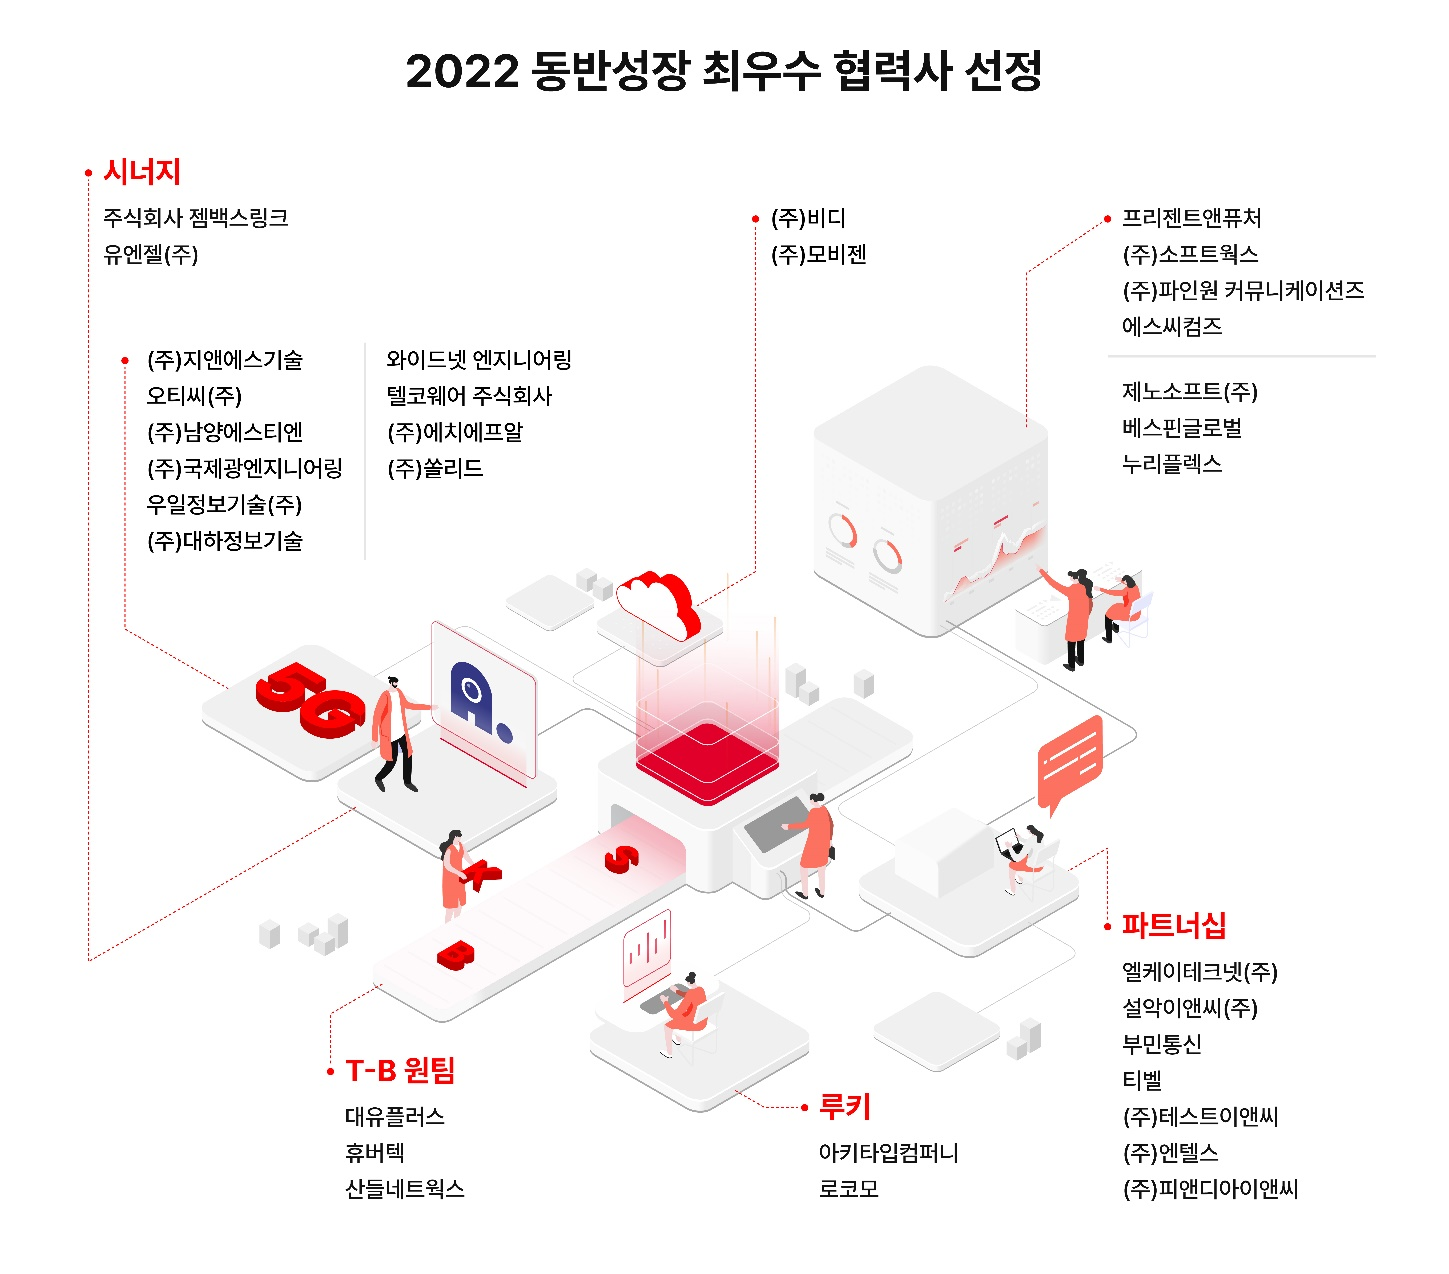 2022 동반성장 최우수 협력사 선정
시너지
주식회사 젬백스링크
유엔젤(주)
(주)비디
(주)모비젠
프리젠트앤퓨처
(주)소프트웍스
(주)파인원 커뮤니케이션즈
에스씨컴즈
제노소프트(주)
베스핀글로벌
누리플렉스
(주)지앤에스기술
오티씨(주)
(주)남양에스티엔
(주)국제광엔지니어링
우일정보기술(주)
(주)대하정보기술
와이드넷 엔지니어링
텔코웨어 주식회사
(주)에치에프알
(주)쏠리드
5G
A.
S
K
B
T-B 원팀
대유플러스
휴버텍
산들네트웍스
루키
아키타입컴퍼니
로코모
파트너십
엘케이테크넷(주)
설악이앤씨(주)
부민통신
티벨
(주)테스트이앤씨
(주)엔텔스
(주)피앤디아이앤씨